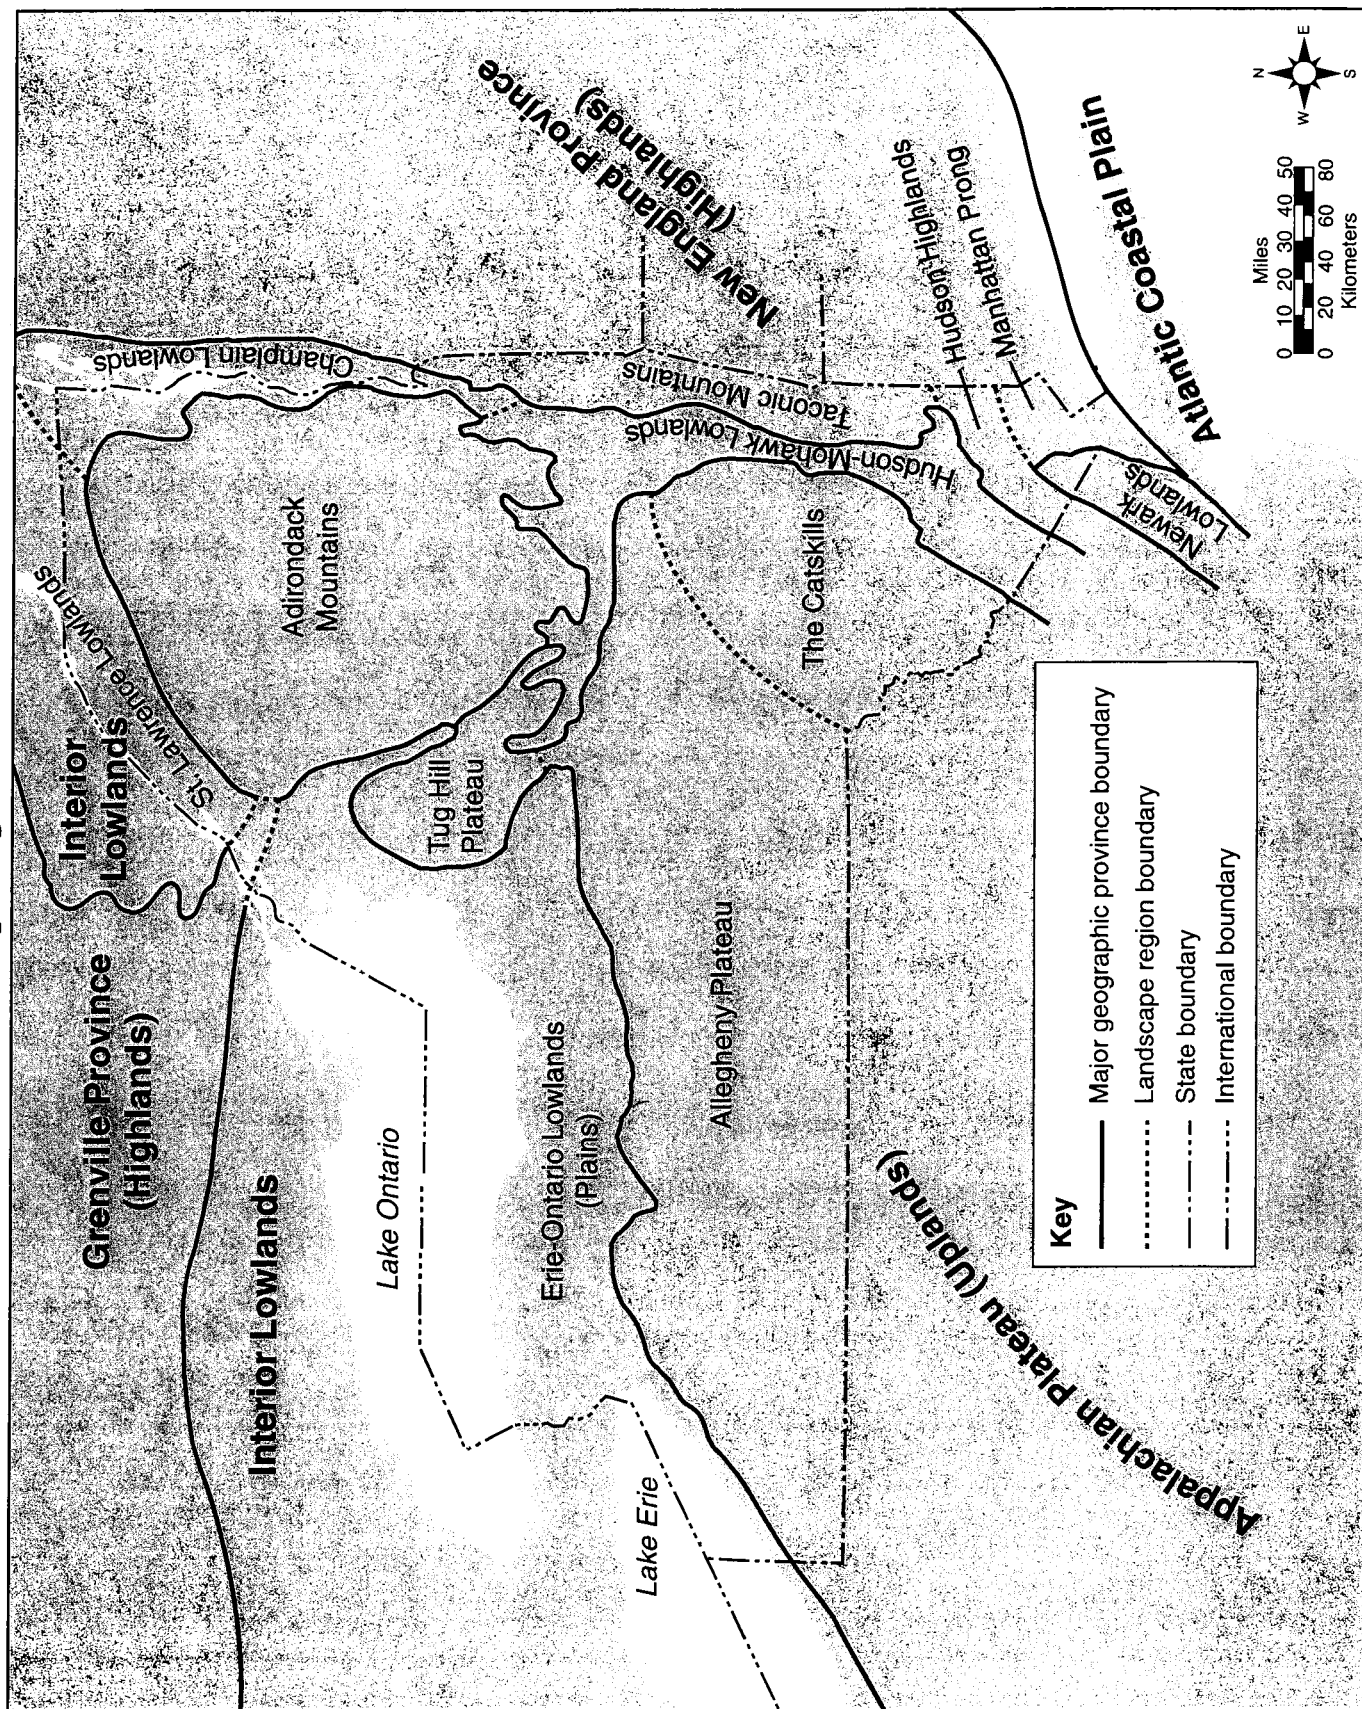 Grenville Province
(Highlands)
Interior
Lowlands
St. Lawrence Lowlands
Champlain Lowlands
Interior Lowlands
Adirondack
Mountains
Lake Ontario
Tug Hill
Plateau
New England Province
(Highlands)
Erie-Ontario Lowlands
(Plains)
Hudson-Mohawk Lowlands
Taconic Mountains
Lake Erie
Allegheny Plateau
The Catskills
Hudson Highlands
Manhattan Prong
Newark
Lowlands
Atlantic Coastal Plain
Appalachian Plateau (Uplands)
Key
Major geographic province boundary
Landscape region boundary
State boundary
International boundary
Miles
0 10 20 30 40 50
0 20 40 60 80
Kilometers
N
W E
S